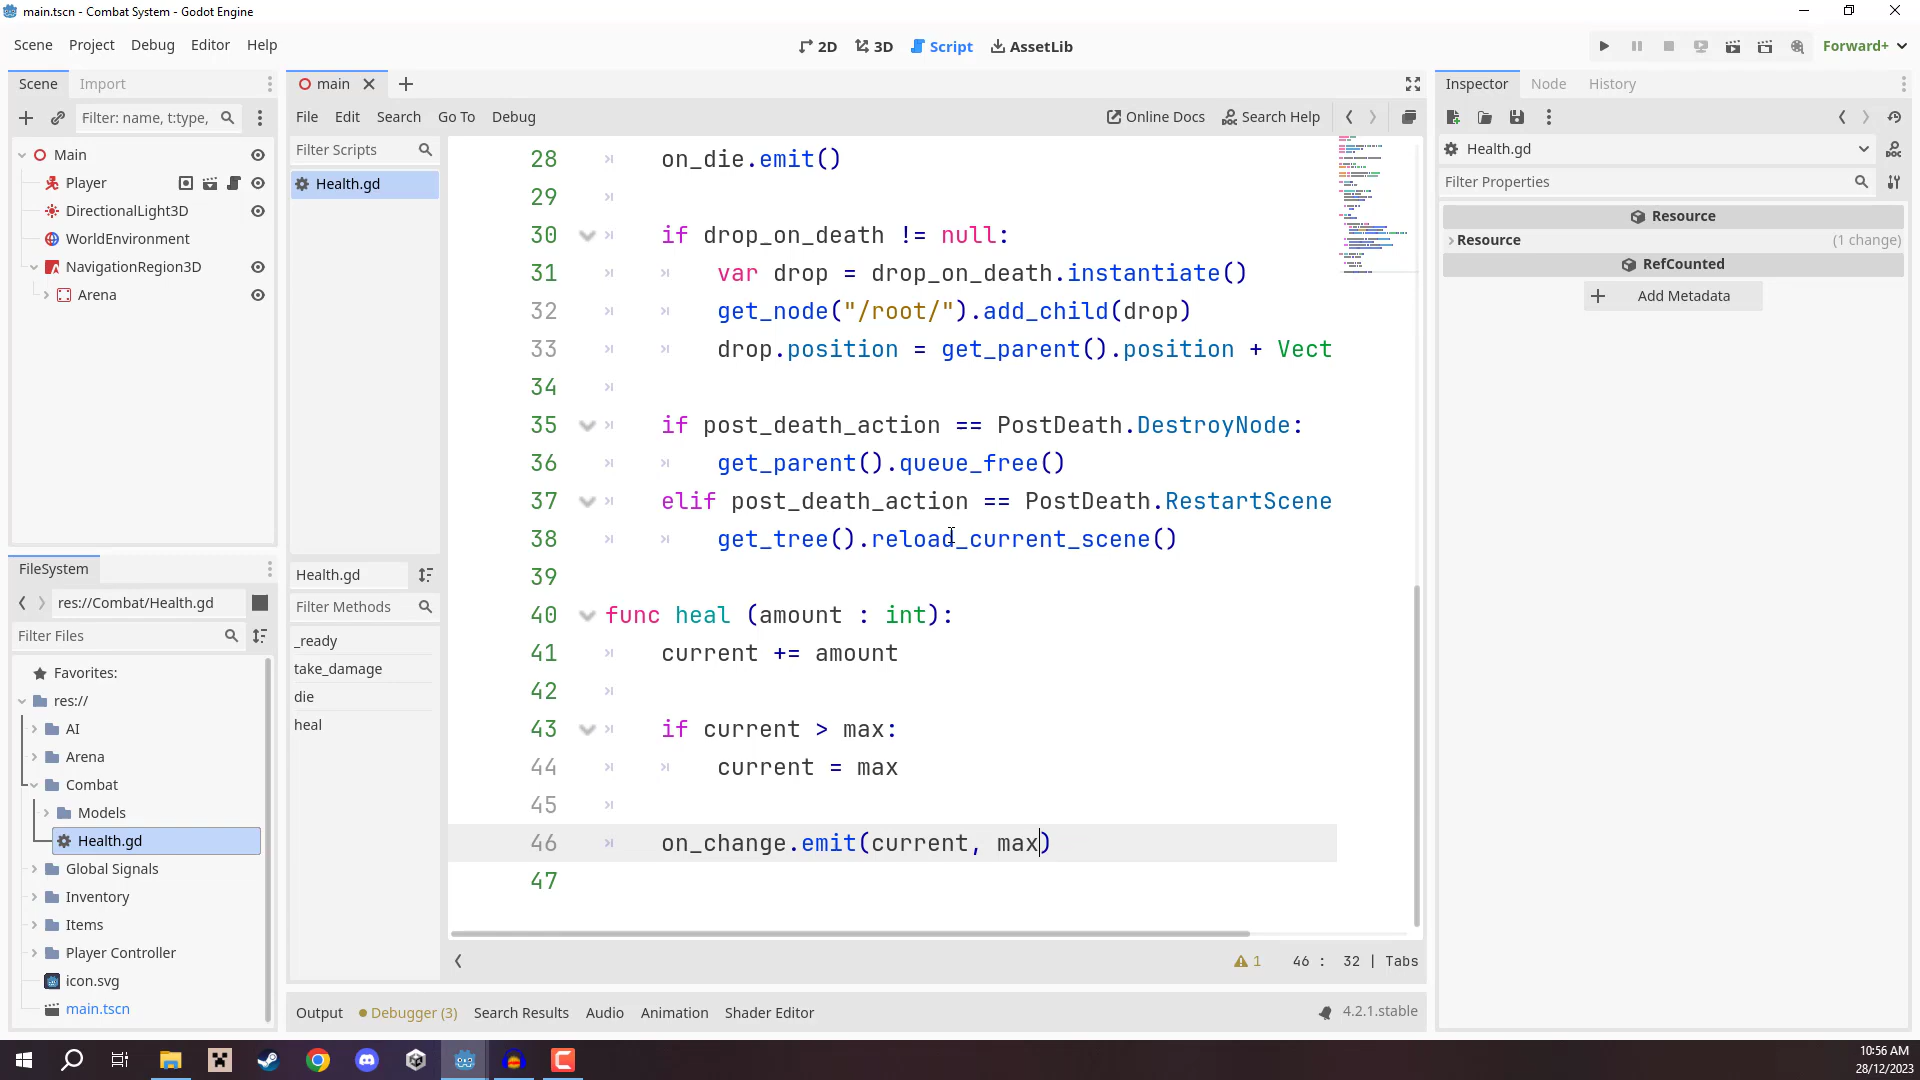 main.tscn - Combat System - Godot Engine
Scene Project Debug Editor Help
2D 3D Script AssetLib
Forward+
Scene Import
Filter: name, t:type,
Main
Player
DirectionalLight3D
WorldEnvironment
NavigationRegion3D
Arena
FileSystem
res://Combat/Health.gd
Filter Files
Favorites:
res://
AI
Arena
Combat
Models
Health.gd
Global Signals
Inventory
Items
Player Controller
icon.svg
main.tscn
main
File Edit Search Go To Debug
Online Docs Search Help
Filter Scripts
Health.gd
Health.gd
Filter Methods
_ready
take_damage
die
heal
28 on_die.emit()
29
30 if drop_on_death != null:
31 var drop = drop_on_death.instantiate()
32 get_node("/root/").add_child(drop)
33 drop.position = get_parent().position + Vect
34
35 if post_death_action == PostDeath.DestroyNode:
36 get_parent().queue_free()
37 elif post_death_action == PostDeath.RestartScene
38 get_tree().reload_current_scene()
39
40 func heal (amount : int):
41 current += amount
42
43 if current > max:
44 current = max
45
46 on_change.emit(current, max)
47
1 46 : 32 | Tabs
Output Debugger (3) Search Results Audio Animation Shader Editor
4.2.1.stable
Inspector Node History
Health.gd
Filter Properties
Resource
Resource (1 change)
RefCounted
Add Metadata
10:56 AM
28/12/2023